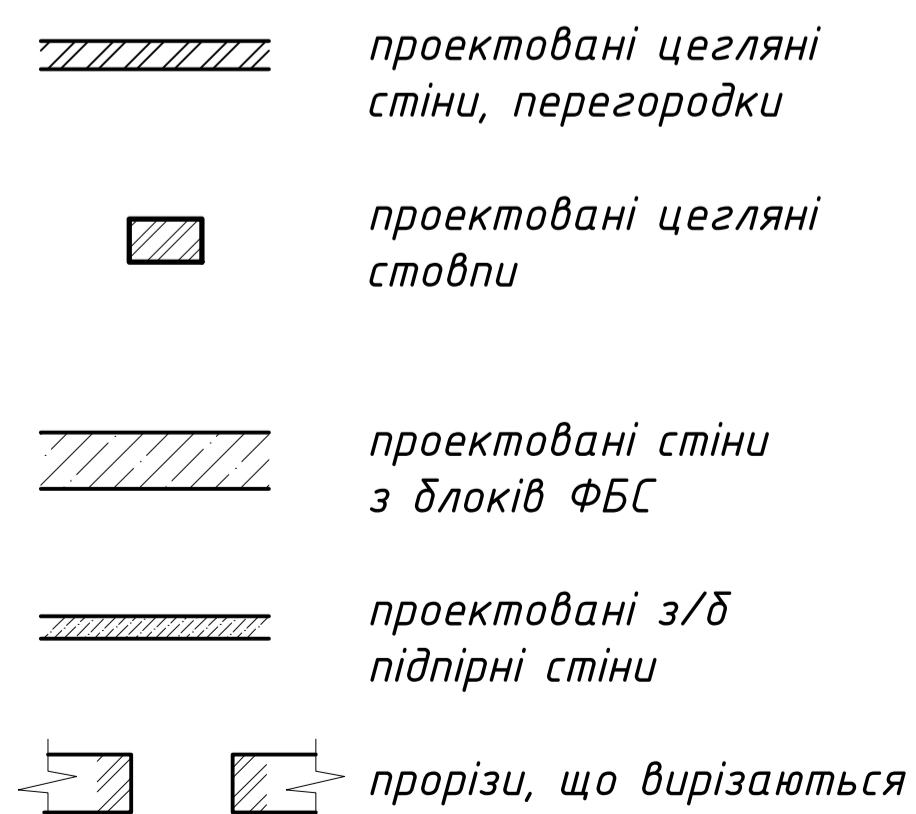 проектовані цегляні
стіни, перегородки
проектовані цегляні
стовпи
проектовані стіни
з блоків ФБС
проектовані з/б
підпірні стіни
прорізи, що вирізаються